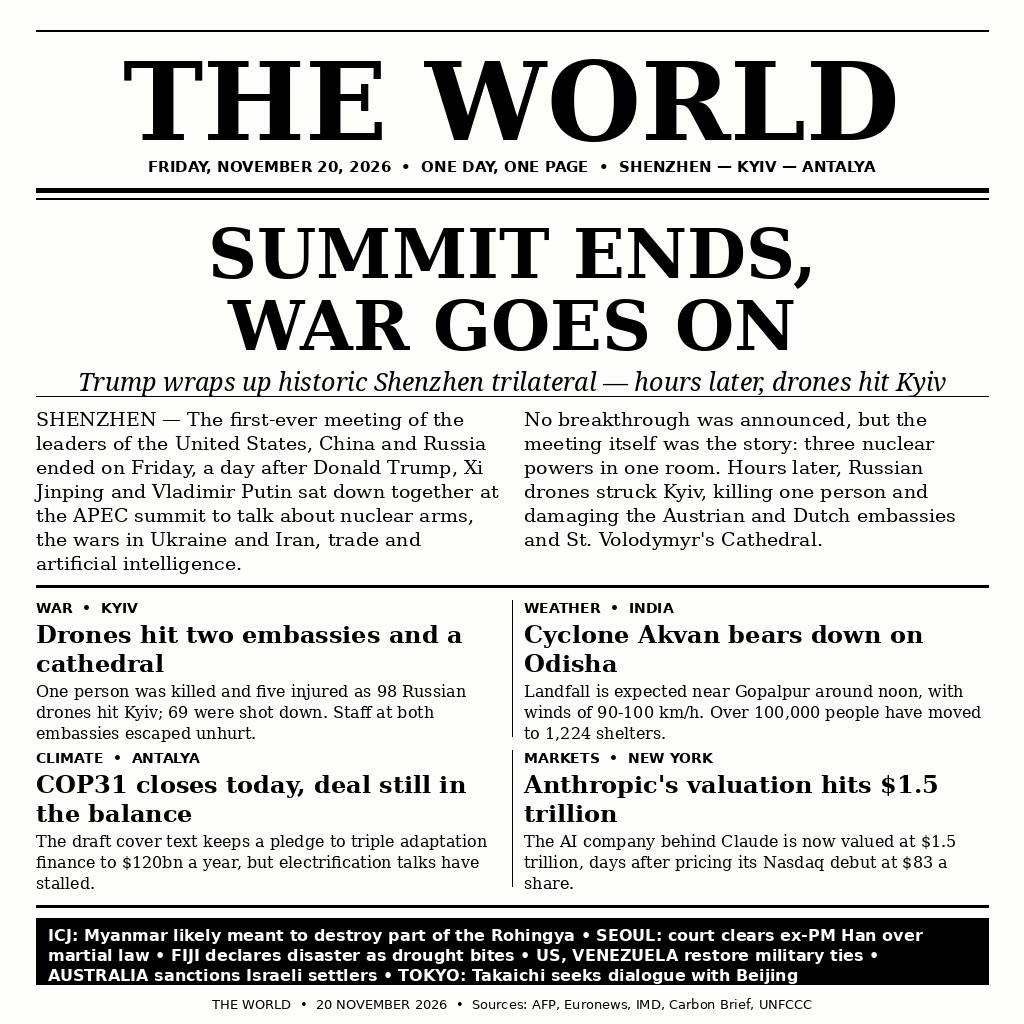 THE WORLD
FRIDAY, NOVEMBER 20, 2026 • ONE DAY, ONE PAGE • SHENZHEN — KYIV — ANTALYA
SUMMIT ENDS,
WAR GOES ON
Trump wraps up historic Shenzhen trilateral — hours later, drones hit Kyiv
SHENZHEN — The first-ever meeting of the
leaders of the United States, China and Russia
ended on Friday, a day after Donald Trump, Xi
Jinping and Vladimir Putin sat down together at
the APEC summit to talk about nuclear arms,
the wars in Ukraine and Iran, trade and
artificial intelligence.
No breakthrough was announced, but the
meeting itself was the story: three nuclear
powers in one room. Hours later, Russian
drones struck Kyiv, killing one person and
damaging the Austrian and Dutch embassies
and St. Volodymyr's Cathedral.
WAR • KYIV
Drones hit two embassies and a
cathedral
One person was killed and five injured as 98 Russian
drones hit Kyiv; 69 were shot down. Staff at both
embassies escaped unhurt.
WEATHER • INDIA
Cyclone Akvan bears down on
Odisha
Landfall is expected near Gopalpur around noon, with
winds of 90-100 km/h. Over 100,000 people have moved
to 1,224 shelters.
CLIMATE • ANTALYA
COP31 closes today, deal still in
the balance
The draft cover text keeps a pledge to triple adaptation
finance to $120bn a year, but electrification talks have
stalled.
MARKETS • NEW YORK
Anthropic's valuation hits $1.5
trillion
The AI company behind Claude is now valued at $1.5
trillion, days after pricing its Nasdaq debut at $83 a
share.
ICJ: Myanmar likely meant to destroy part of the Rohingya • SEOUL: court clears ex-PM Han over
martial law • FIJI declares disaster as drought bites • US, VENEZUELA restore military ties •
AUSTRALIA sanctions Israeli settlers • TOKYO: Takaichi seeks dialogue with Beijing
THE WORLD • 20 NOVEMBER 2026 • Sources: AFP, Euronews, IMD, Carbon Brief, UNFCCC